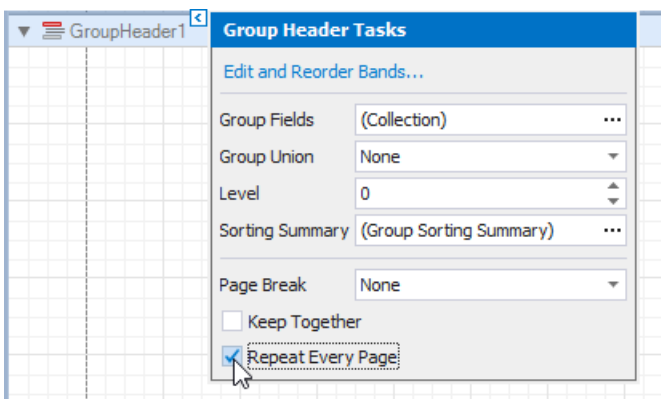 GroupHeader1
Group Header Tasks
Edit and Reorder Bands...
Group Fields (Collection) ...
Group Union None
Level 0
Sorting Summary (Group Sorting Summary) ...
Page Break None
Keep Together
Repeat Every Page